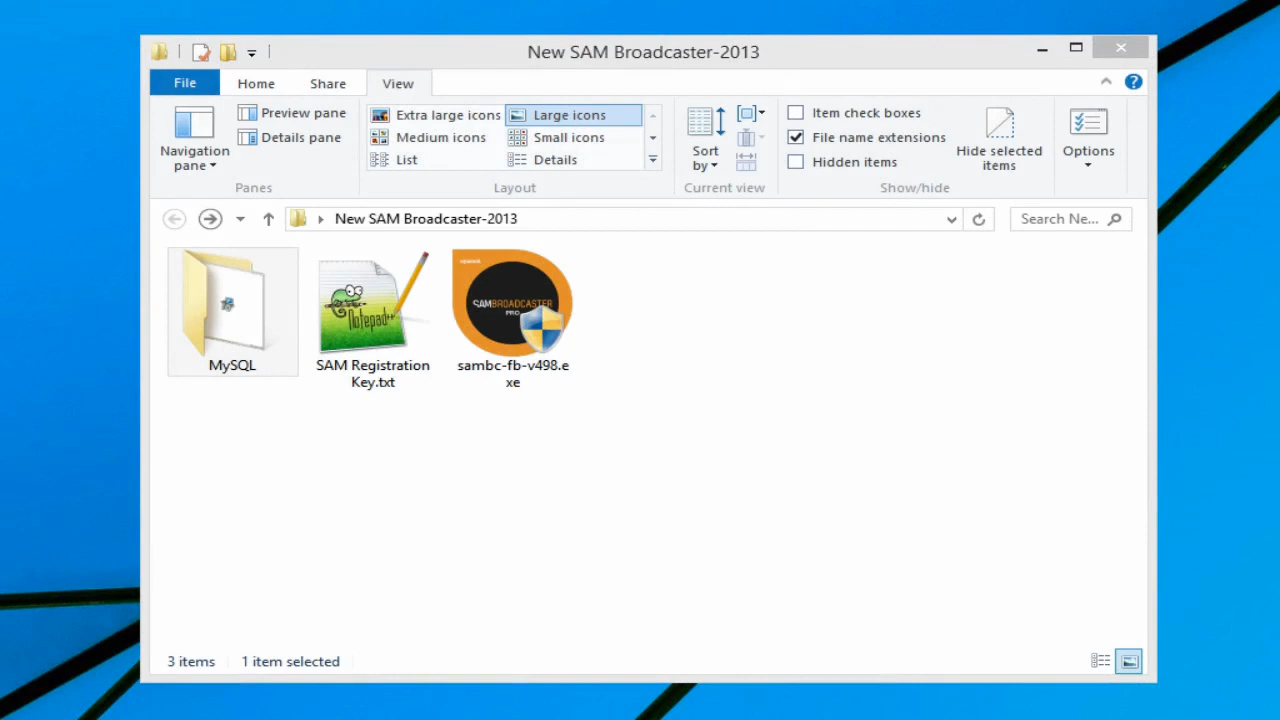 New SAM Broadcaster-2013
File Home Share View
Navigation pane
Preview pane
Details pane
Panes
Extra large icons
Large icons
Medium icons
Small icons
List
Details
Layout
Sort by
Current view
Item check boxes
File name extensions
Hidden items
Hide selected items
Show/hide
Options
New SAM Broadcaster-2013
Search Ne...
MySQL
Notepad++
SAM Registration
Key.txt
SAMBROADCASTER
PRO
sambc-fb-v498.e
xe
3 items 1 item selected